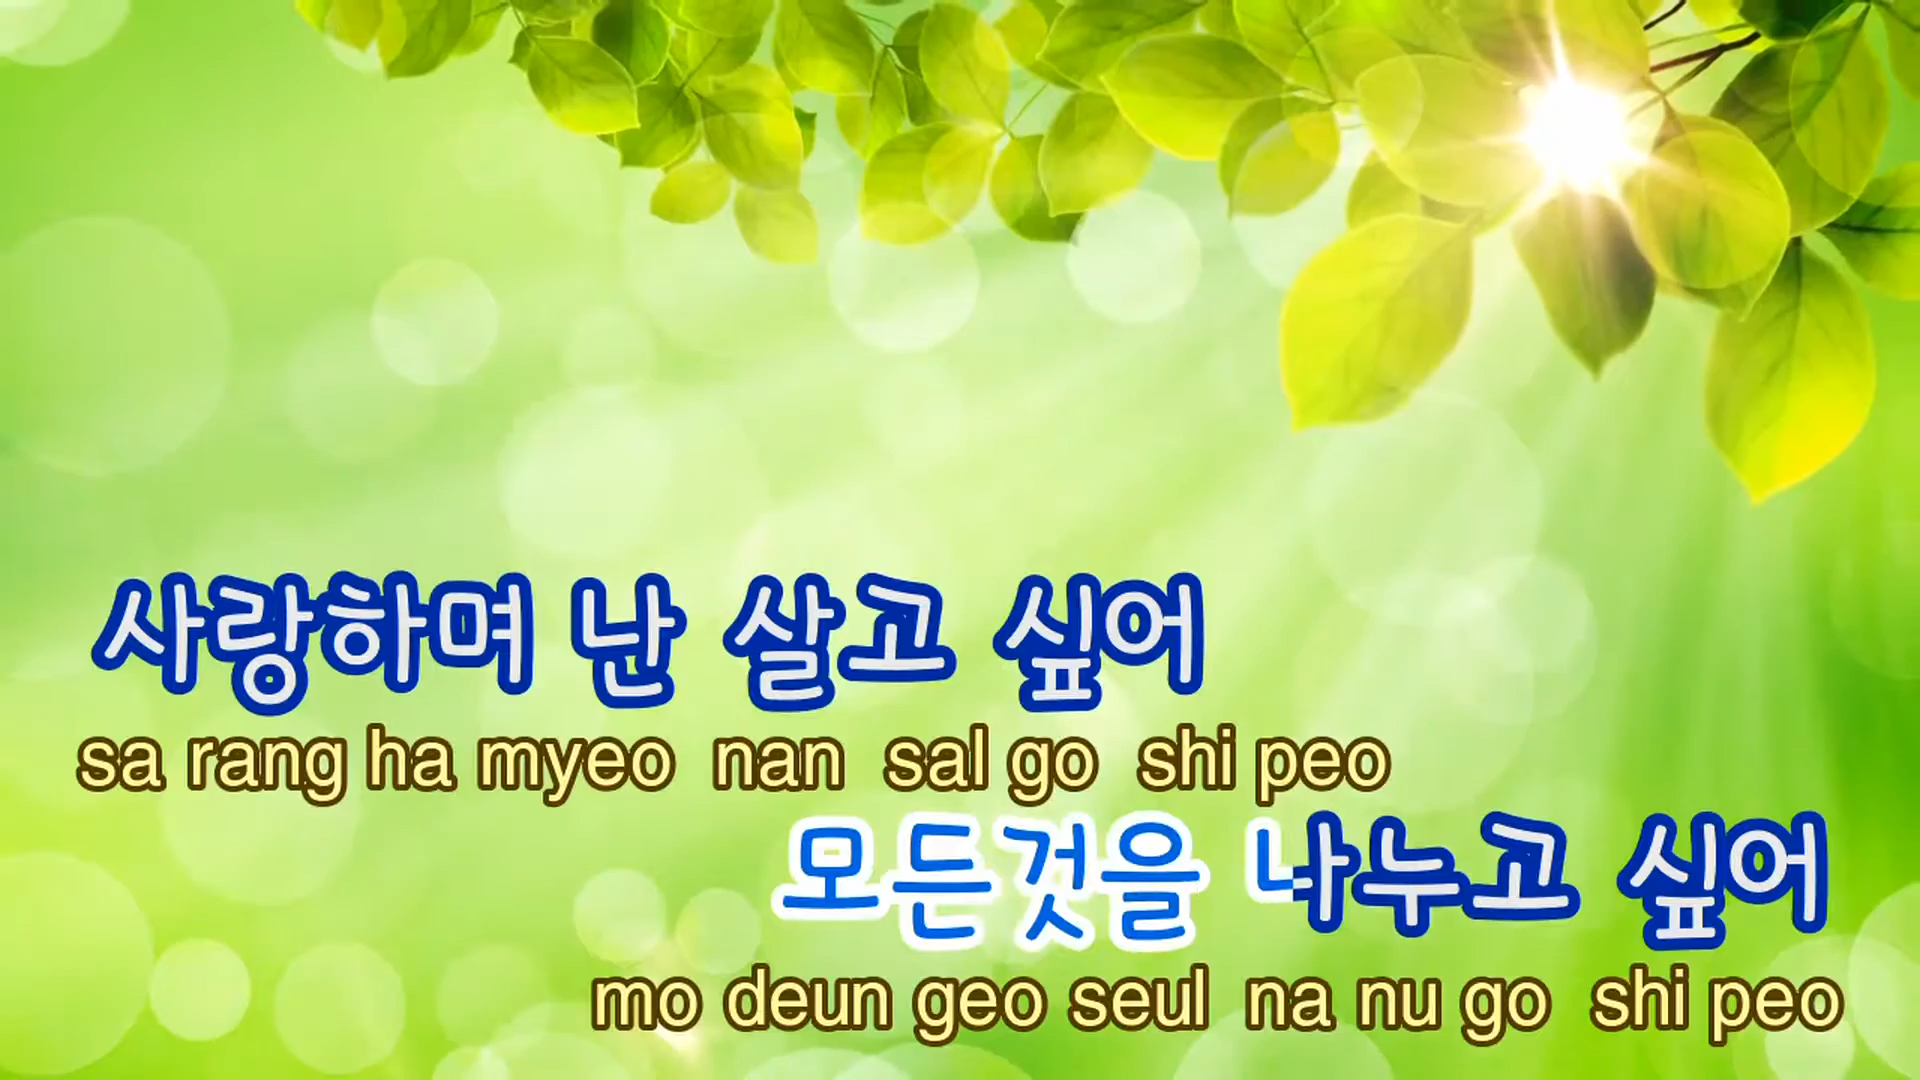 사랑하며 난 살고 싶어
sa rang ha myeo nan sal go shi peo
모든것을 나누고 싶어
mo deun geo seul na nu go shi peo